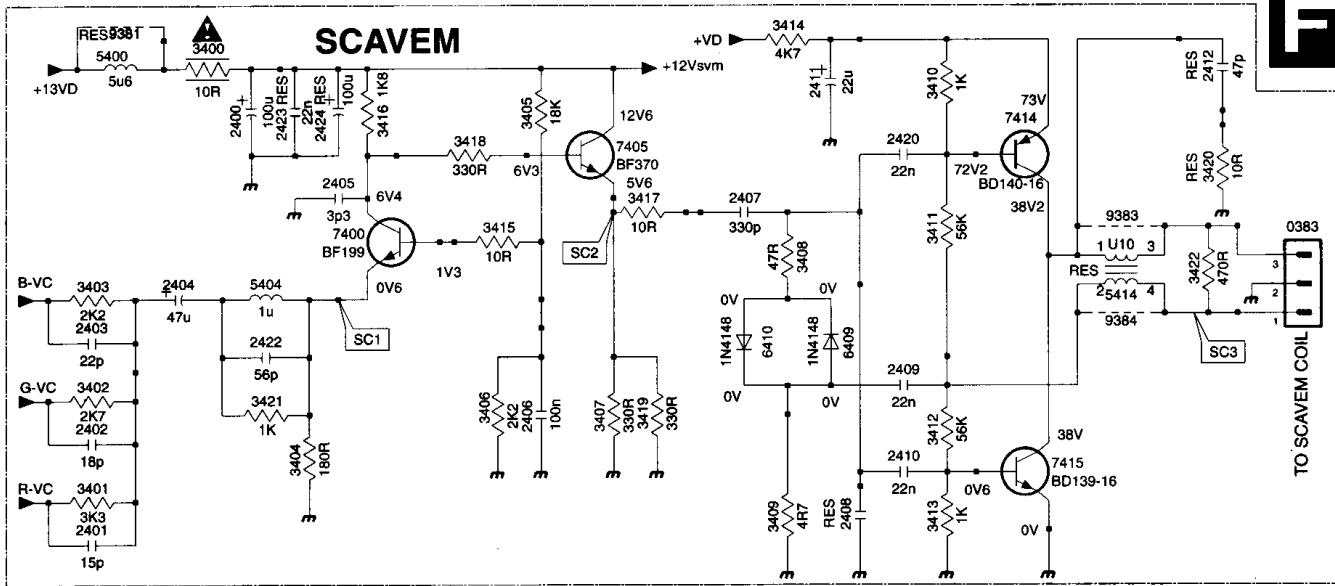 SCAVEM
F
RES 9381
5400
5u6
+13VD
3400
10R
+12Vsvm
2400
100u
2423 RES
22n
2424 RES
100u
3416
1K8
3405
18K
3418
330R
6V3
12V6
7405
BF370
5V6
2405
3p3
6V4
7400
BF199
0V6
3415
10R
1V3
SC2
3417
10R
2407
330p
B-VC
3403
2K2
2403
22p
2404
47u
5404
1u
SC1
2422
56p
3421
1K
3404
180R
G-VC
3402
2K7
2402
18p
R-VC
3401
3K3
2401
15p
3406
2K2
2406
100n
3407
330R
3419
330R
+VD
3414
4K7
2411
22u
3410
1K
73V
7414
72V2
BD140-16
38V2
2420
22n
3411
56K
47R
3408
0V
0V
1N4148
6410
1N4148
6409
0V
0V
2409
22n
3412
56K
2410
22n
0V6
38V
7415
BD139-16
0V
3409
4R7
RES
2408
3413
1K
RES
2412
47p
RES
3420
10R
9383
1 U10 3
RES
2 4
5414
9384
3422
470R
SC3
0383
3
2
1
TO SCAVEM COIL